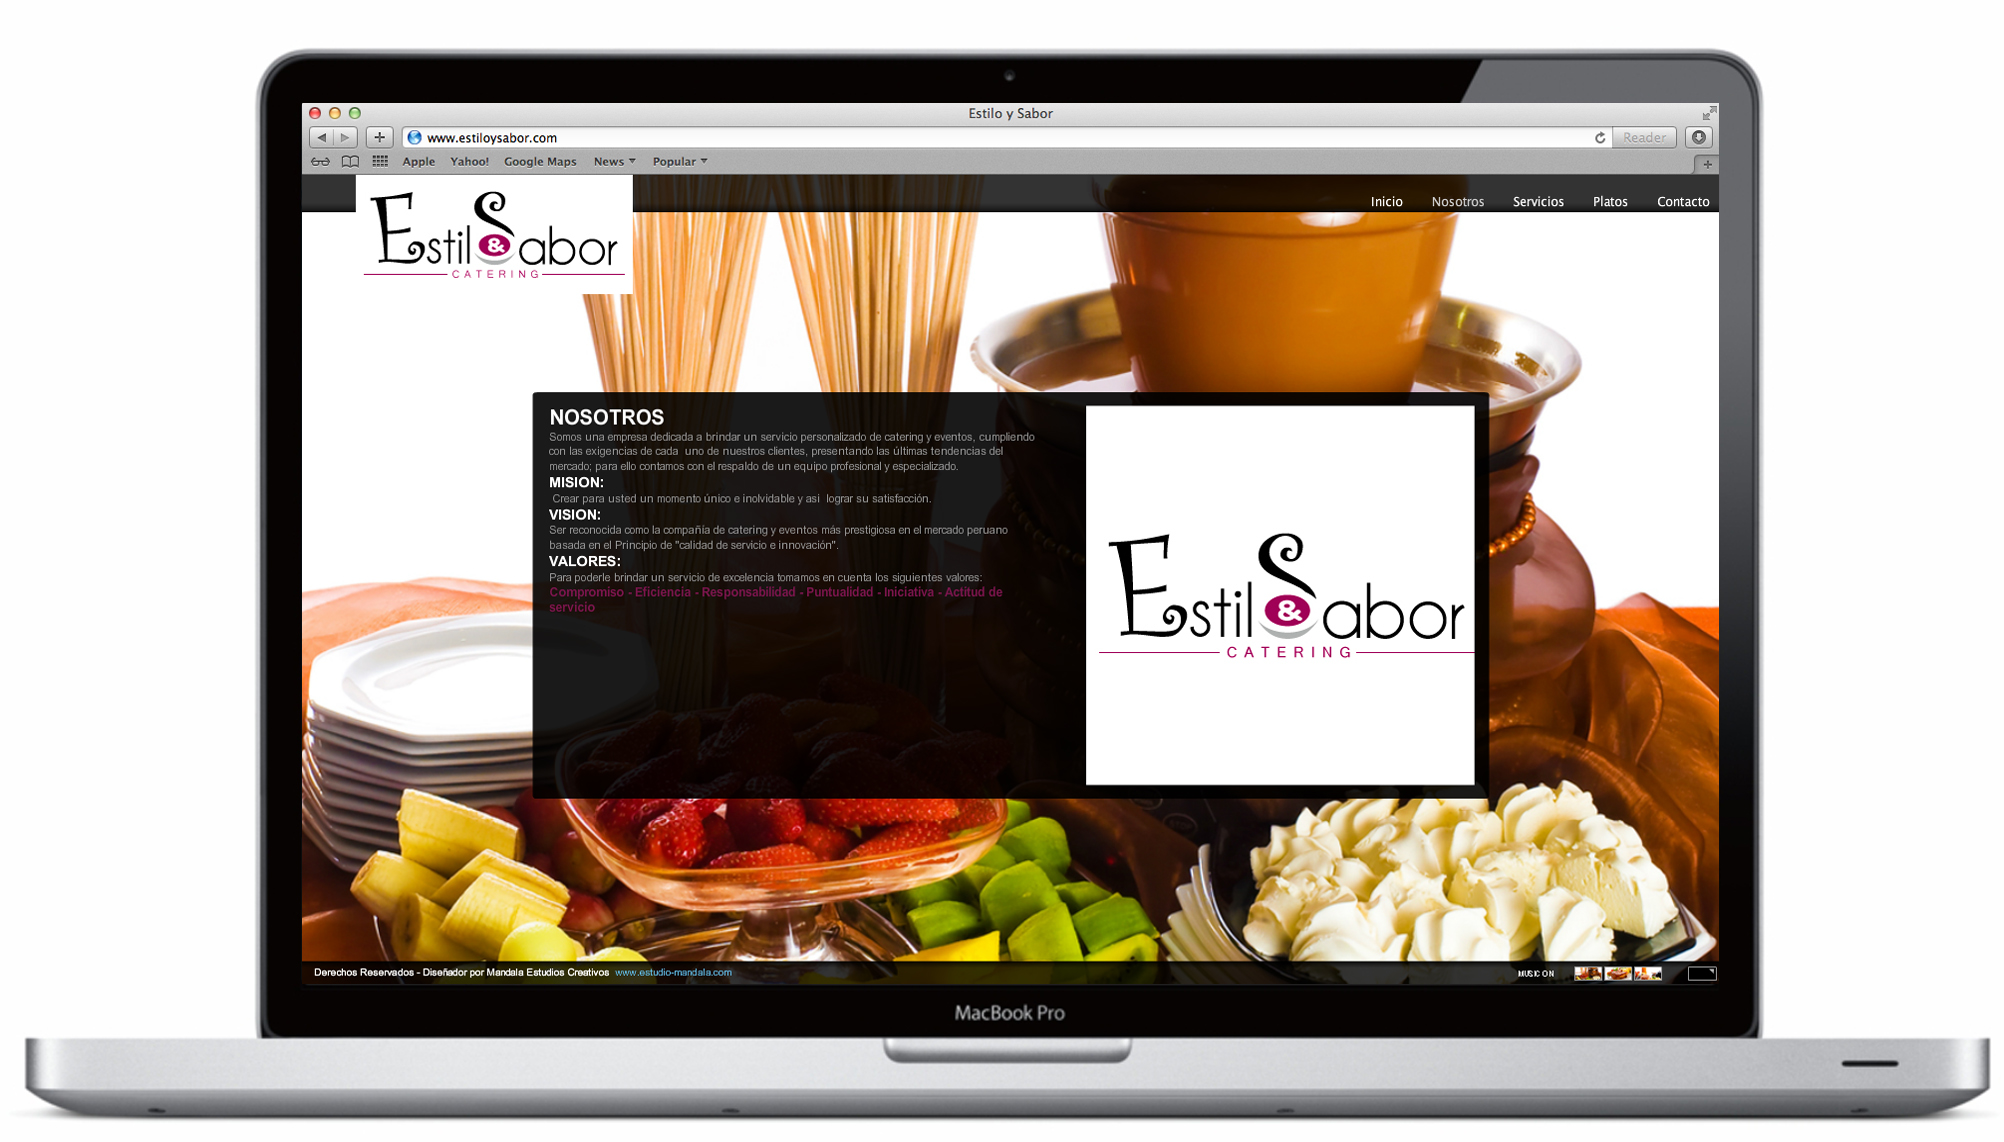 Estilo y Sabor
www.estiloysabor.com
Reader
Apple Yahoo! Google Maps News Popular
Estil&Sabor
CATERING
Inicio Nosotros Servicios Platos Contacto
NOSOTROS
Somos una empresa dedicada a brindar un servicio personalizado de catering y eventos, cumpliendo
con las exigencias de cada uno de nuestros clientes, presentando las últimas tendencias del
mercado; para ello contamos con el respaldo de un equipo profesional y especializado.
MISION:
Crear para usted un momento único e inolvidable y asi lograr su satisfacción.
VISION:
Ser reconocida como la compañía de catering y eventos más prestigiosa en el mercado peruano
basada en el Principio de "calidad de servicio e innovación".
VALORES:
Para poderle brindar un servicio de excelencia tomamos en cuenta los siguientes valores:
Compromiso - Eficiencia - Responsabilidad - Puntualidad - Iniciativa - Actitud de
servicio
Estil&Sabor
CATERING
Derechos Reservados - Diseñador por Mandala Estudios Creativos www.estudio-mandala.com
MUSIC ON
MacBook Pro